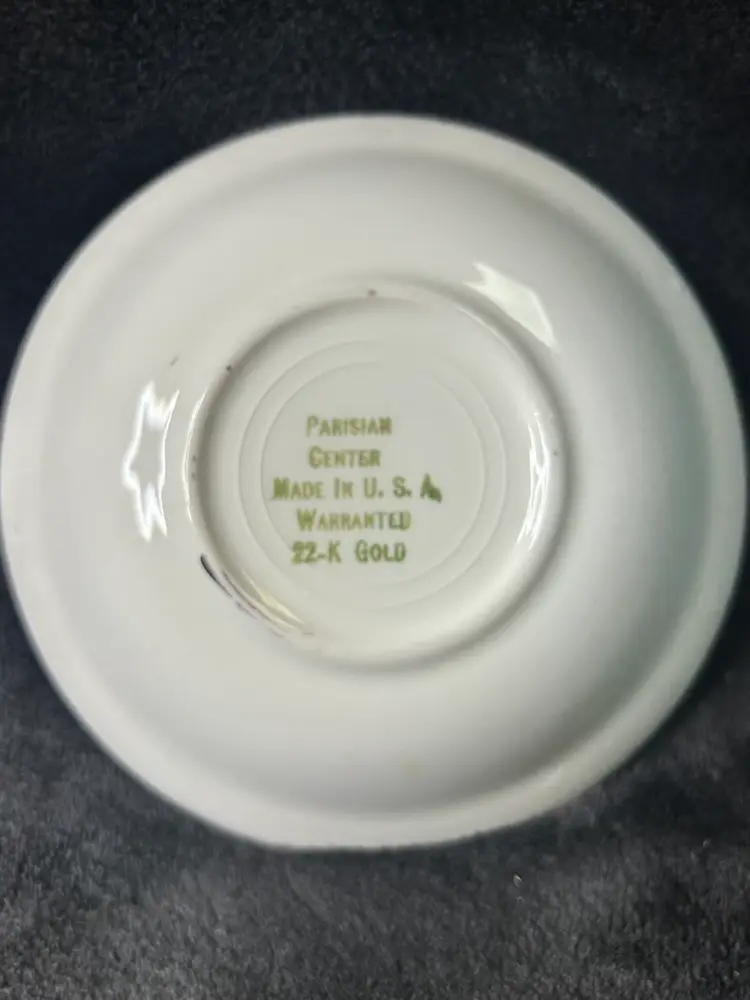 PARISIAN
CENTER
MADE IN U. S. A.
WARRANTED
22-K GOLD